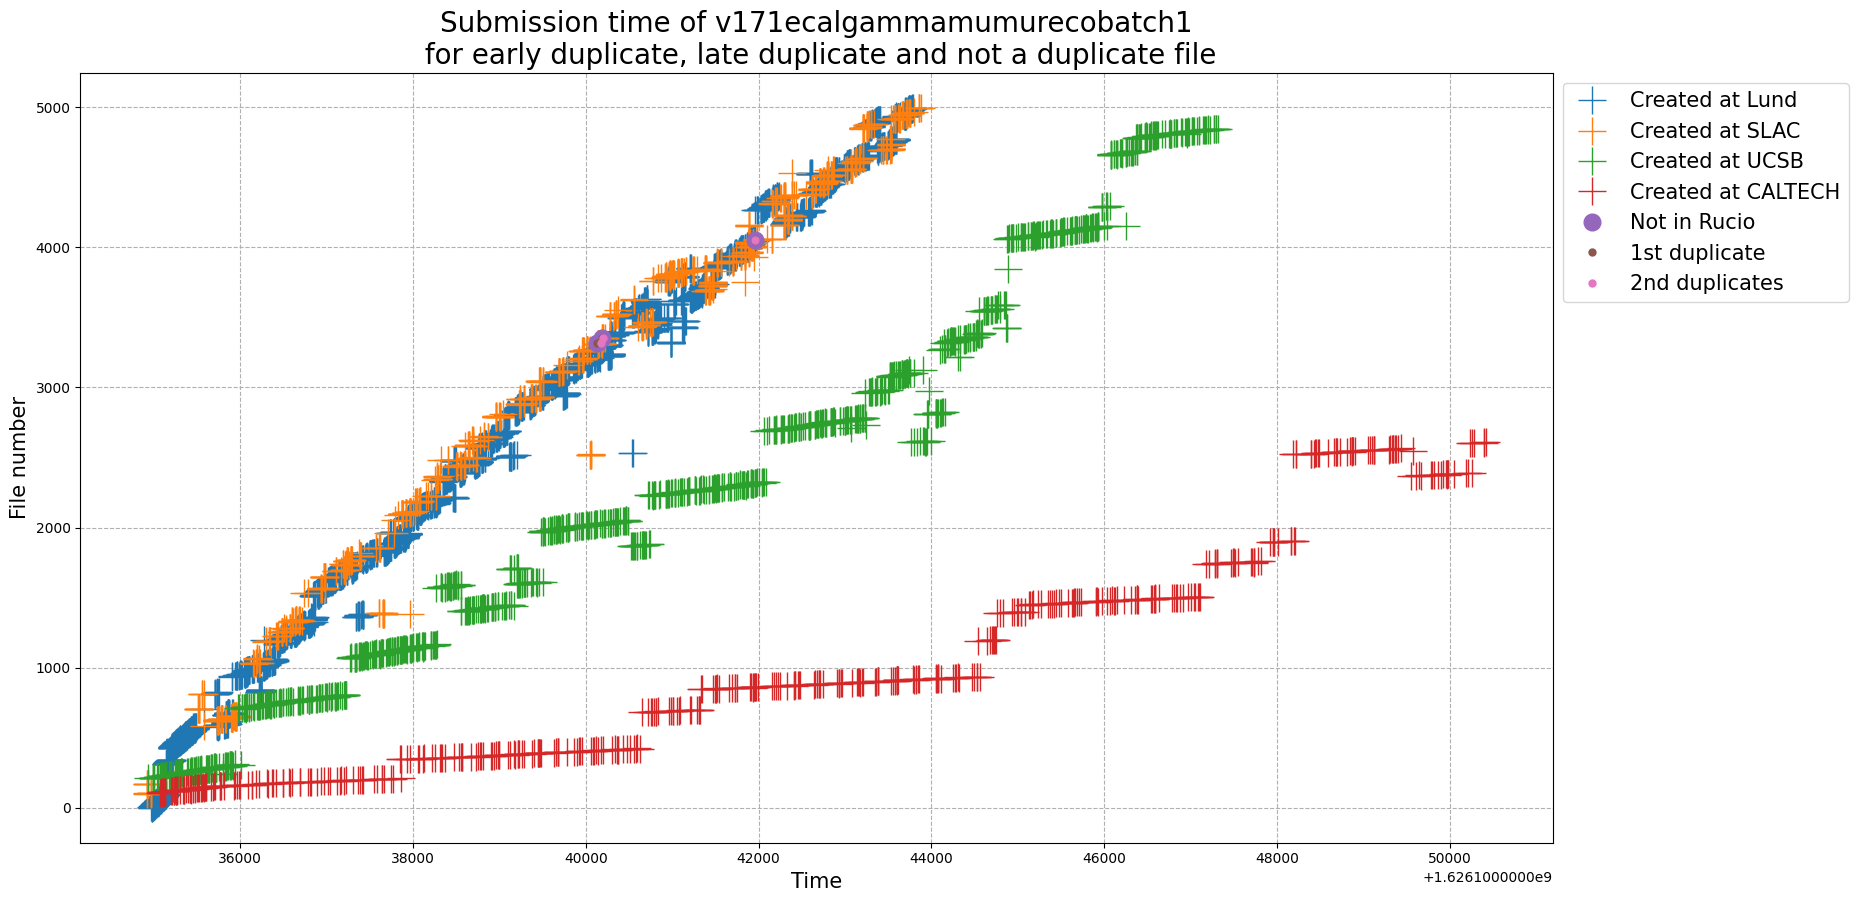 Submission time of v171ecalgammamumurecobatch1
for early duplicate, late duplicate and not a duplicate file
File number
5000
4000
3000
2000
1000
0
36000
38000
40000
42000
44000
46000
48000
50000
+1.6261000000e9
Time
Created at Lund
Created at SLAC
Created at UCSB
Created at CALTECH
Not in Rucio
1st duplicate
2nd duplicates